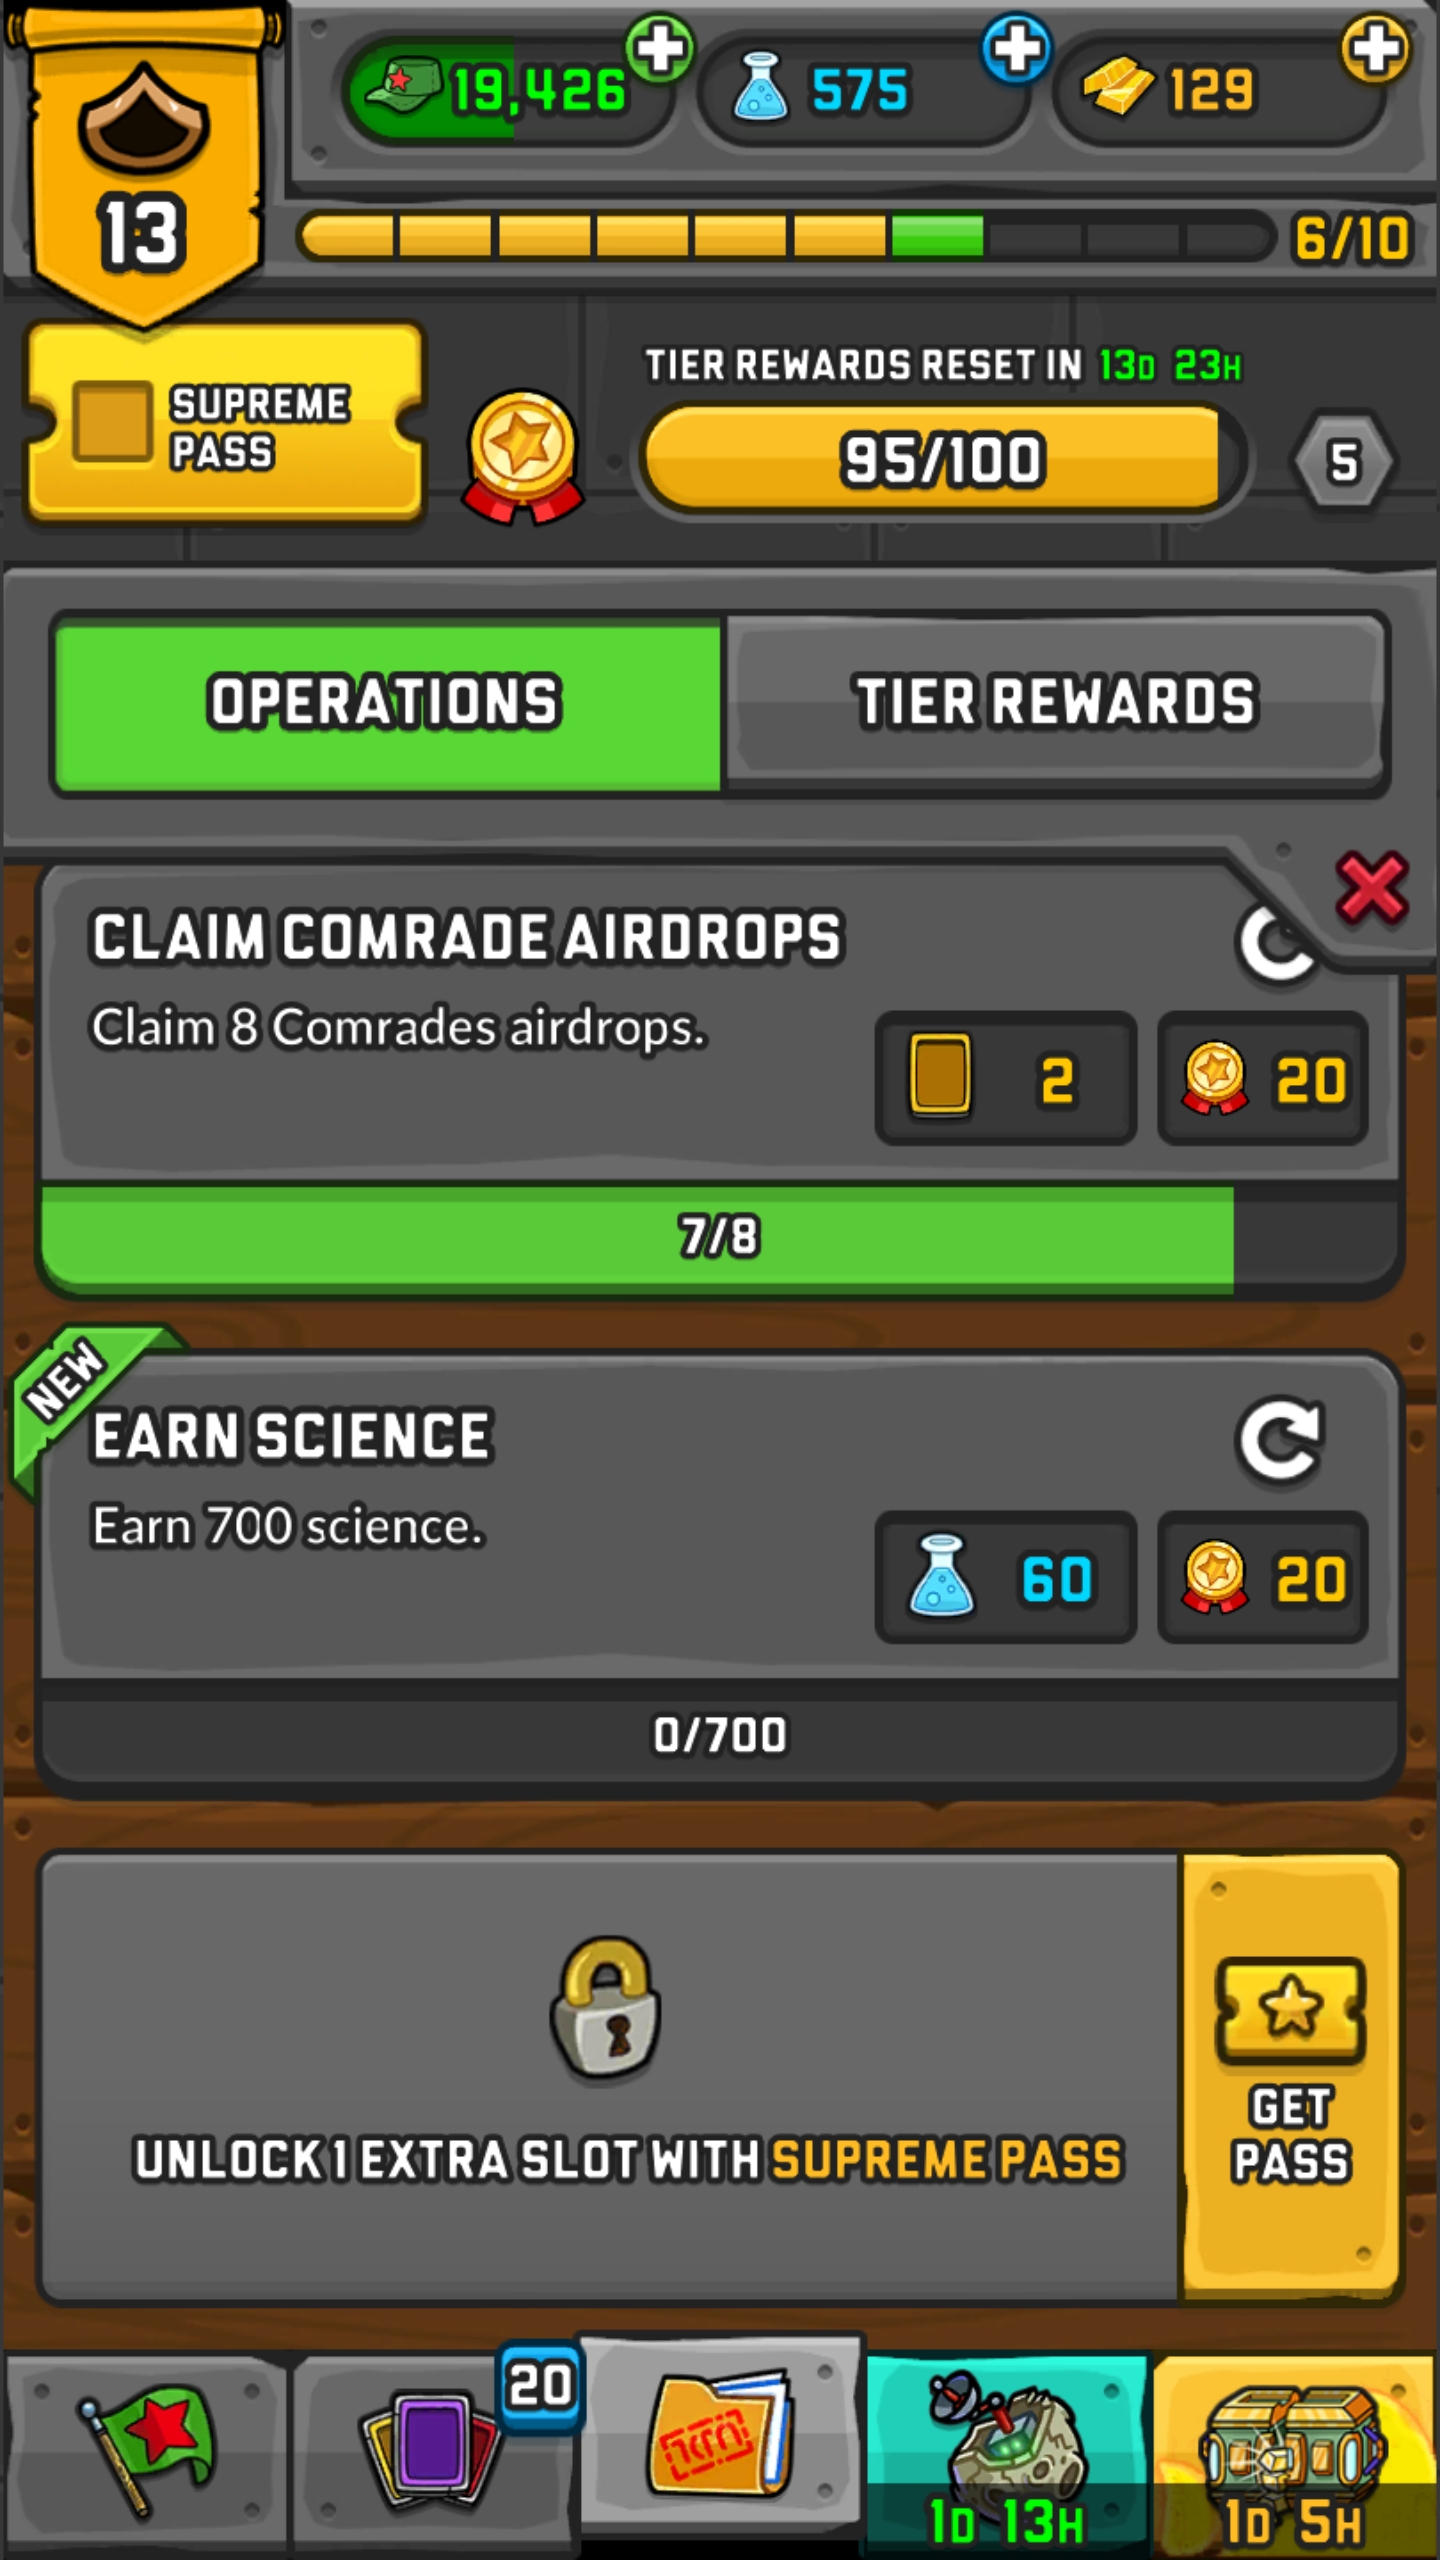 19,426
575
129
13
6/10
SUPREME
PASS
TIER REWARDS RESET IN 13D 23H
95/100
5
OPERATIONS
TIER REWARDS
CLAIM COMRADE AIRDROPS
Claim 8 Comrades airdrops.
2
20
7/8
NEW
EARN SCIENCE
Earn 700 science.
60
20
0/700
UNLOCK 1 EXTRA SLOT WITH SUPREME PASS
GET
PASS
20
1D 13H
1D 5H